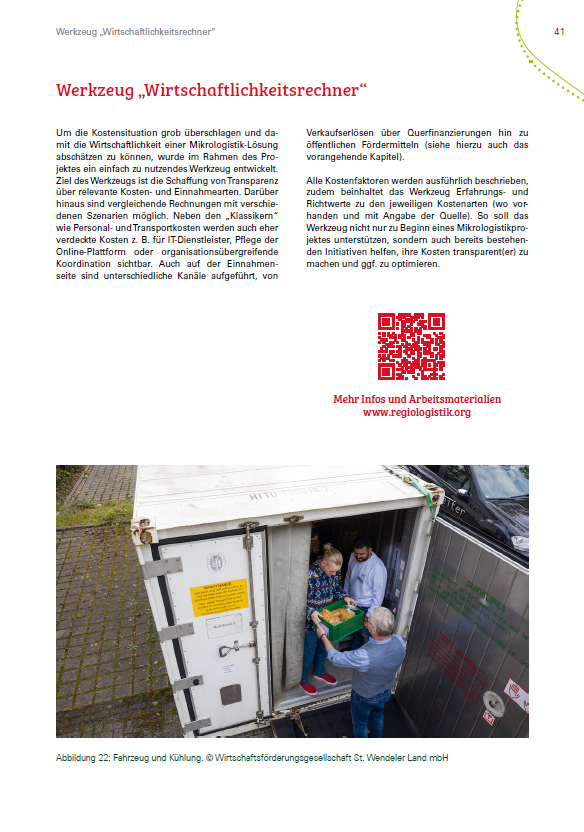 Werkzeug „Wirtschaftlichkeitsrechner“
41
Werkzeug „Wirtschaftlichkeitsrechner“
Um die Kostensituation grob überschlagen und da-
mit die Wirtschaftlichkeit einer Mikrologistik-Lösung
abschätzen zu können, wurde im Rahmen des Pro-
jektes ein einfach zu nutzendes Werkzeug entwickelt.
Ziel des Werkzeugs ist die Schaffung von Transparenz
über relevante Kosten- und Einnahmearten. Darüber
hinaus sind vergleichende Rechnungen mit verschie-
denen Szenarien möglich. Neben den „Klassikern“
wie Personal- und Transportkosten werden auch eher
verdeckte Kosten z. B. für IT-Dienstleister, Pflege der
Online-Plattform oder organisationsübergreifende
Koordination sichtbar. Auch auf der Einnahmen-
seite sind unterschiedliche Kanäle aufgeführt, von
Verkaufserlösen über Querfinanzierungen hin zu
öffentlichen Fördermitteln (siehe hierzu auch das
vorangehende Kapitel).
Alle Kostenfaktoren werden ausführlich beschrieben,
zudem beinhaltet das Werkzeug Erfahrungs- und
Richtwerte zu den jeweiligen Kostenarten (wo vor-
handen und mit Angabe der Quelle). So soll das
Werkzeug nicht nur zu Beginn eines Mikrologistikpro-
jektes unterstützen, sondern auch bereits bestehen-
den Initiativen helfen, ihre Kosten transparent(er) zu
machen und ggf. zu optimieren.
Mehr Infos und Arbeitsmaterialien
www.regiologistik.org
Abbildung 22: Fahrzeug und Kühlung. © Wirtschaftsförderungsgesellschaft St. Wendeler Land mbH